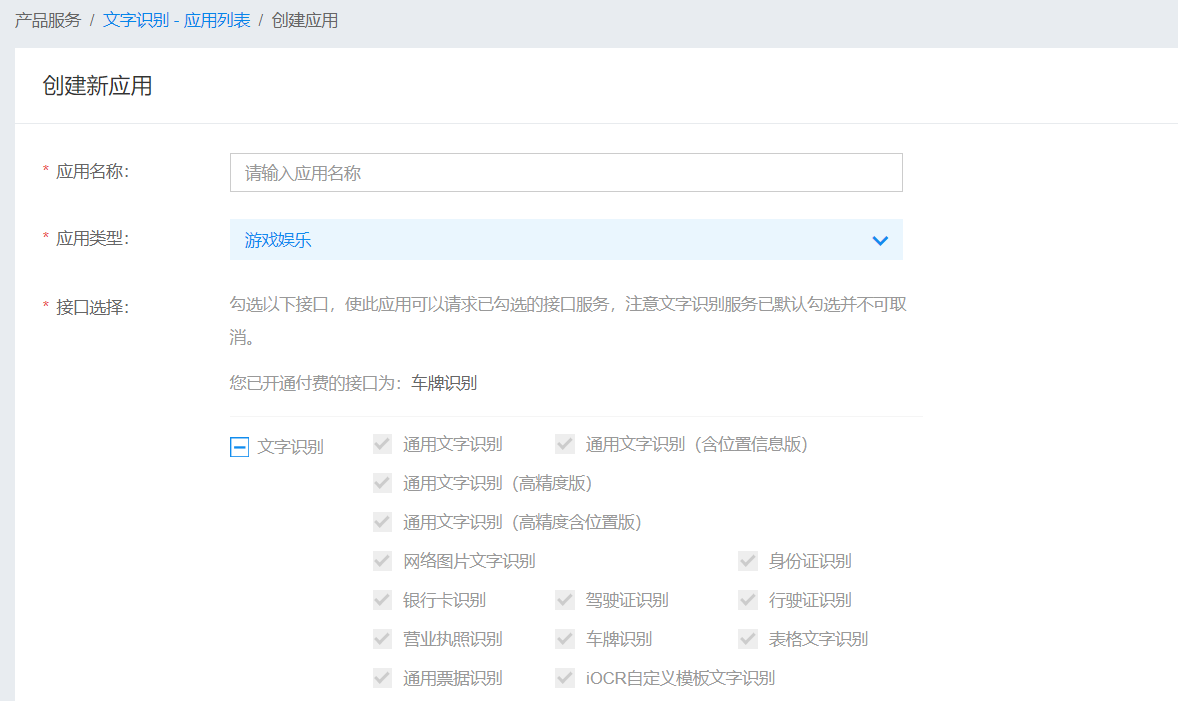 产品服务 / 文字识别 - 应用列表 / 创建应用
创建新应用
* 应用名称:
请输入应用名称
* 应用类型:
游戏娱乐
* 接口选择:
勾选以下接口，使此应用可以请求已勾选的接口服务，注意文字识别服务已默认勾选并不可取
消。
您已开通付费的接口为：车牌识别
文字识别 通用文字识别 通用文字识别（含位置信息版）
通用文字识别（高精度版）
通用文字识别（高精度含位置版）
网络图片文字识别 身份证识别
银行卡识别 驾驶证识别 行驶证识别
营业执照识别 车牌识别 表格文字识别
通用票据识别 iOCR自定义模板文字识别